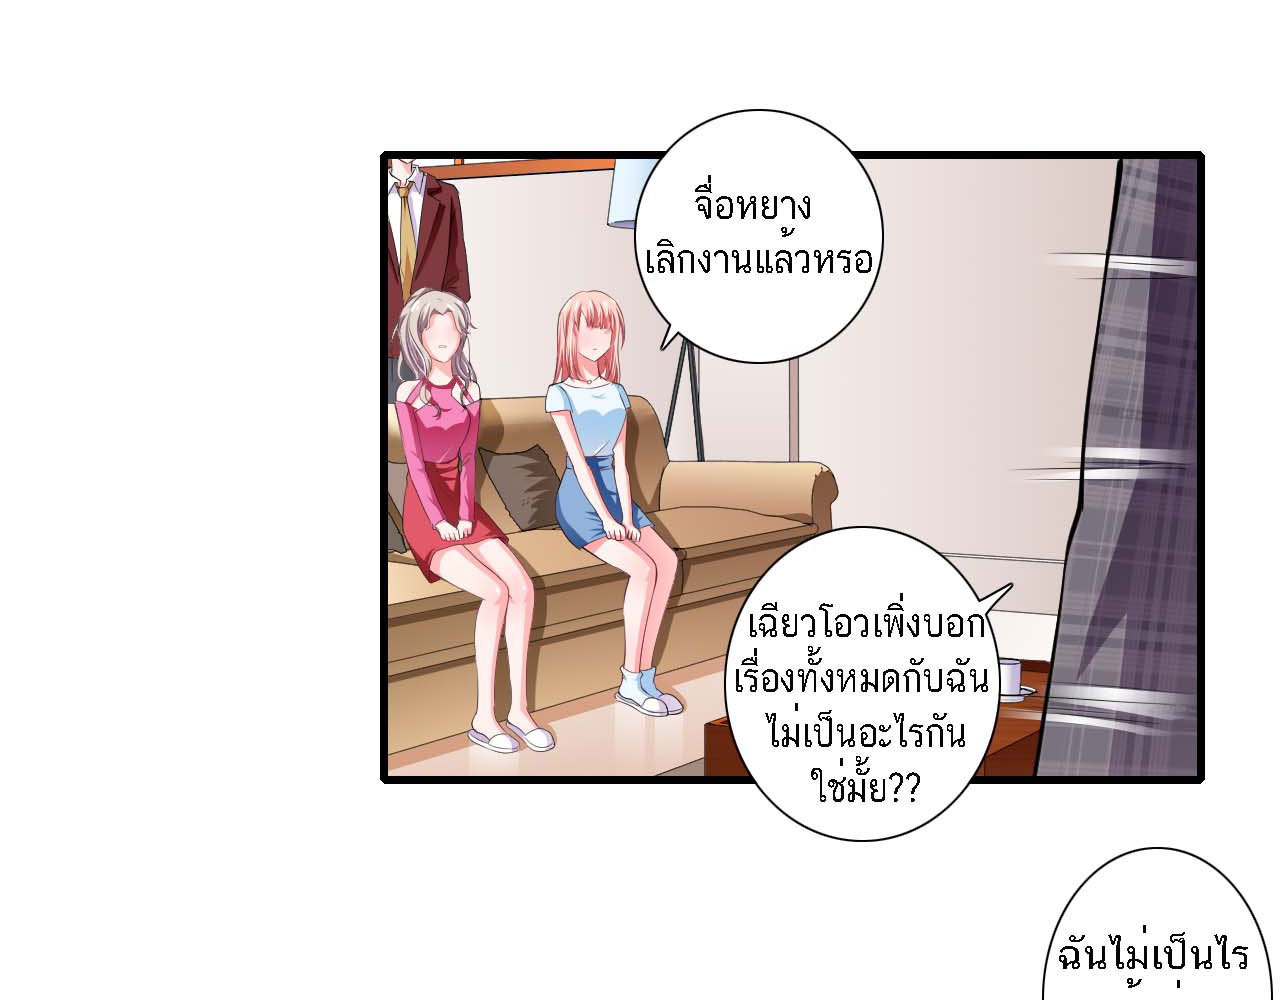 จื่อหยาง
เลิกงานแล้วหรอ
เฉียวโอวเพิ่งบอก
เรื่องทั้งหมดกับฉัน
ไม่เป็นอะไรกัน
ใช่มั้ย??
ฉันไม่เป็นไร